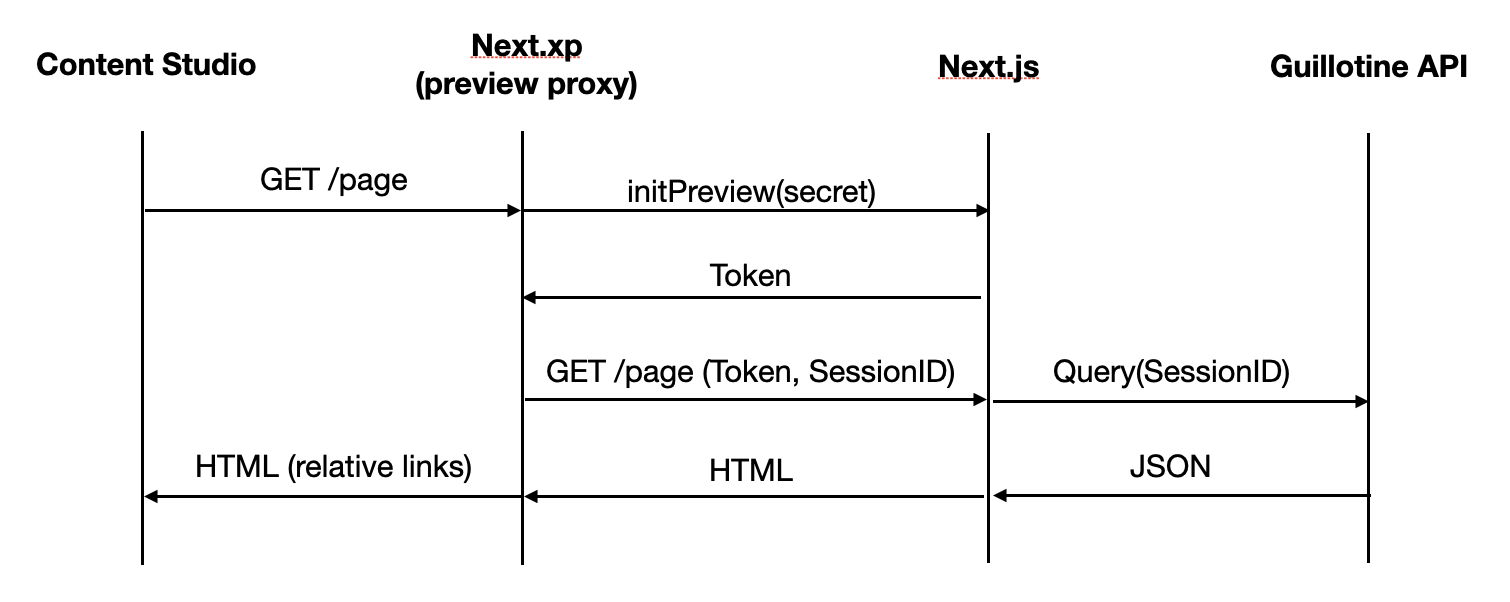 Content Studio
Next.xp
(preview proxy)
Next.js
Guillotine API
GET /page
initPreview(secret)
Token
GET /page (Token, SessionID)
Query(SessionID)
HTML (relative links)
HTML
JSON